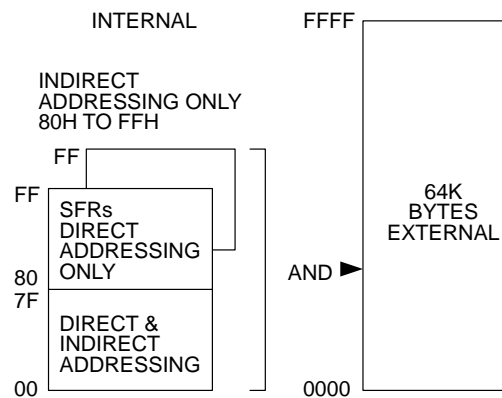 INTERNAL
INDIRECT
ADDRESSING ONLY
80H TO FFH
FF
FF
SFRs
DIRECT
ADDRESSING
ONLY
80
7F
DIRECT &
INDIRECT
ADDRESSING
00
FFFF
64K
BYTES
EXTERNAL
AND
0000